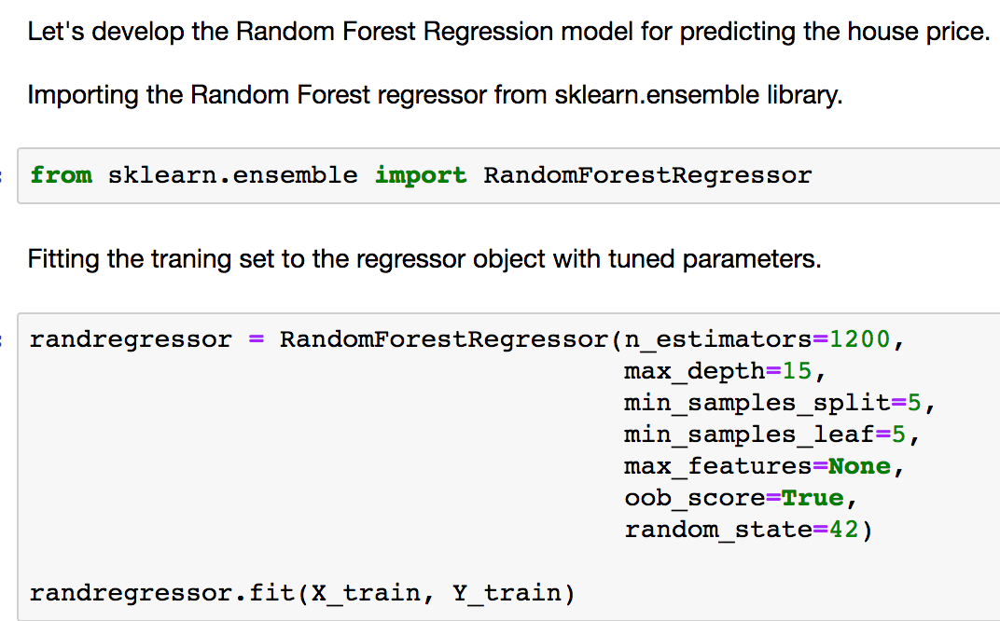 Let's develop the Random Forest Regression model for predicting the house price.
Importing the Random Forest regressor from sklearn.ensemble library.
from sklearn.ensemble import RandomForestRegressor
Fitting the traning set to the regressor object with tuned parameters.
randregressor = RandomForestRegressor(n_estimators=1200,
max_depth=15,
min_samples_split=5,
min_samples_leaf=5,
max_features=None,
oob_score=True,
random_state=42)
randregressor.fit(X_train, Y_train)